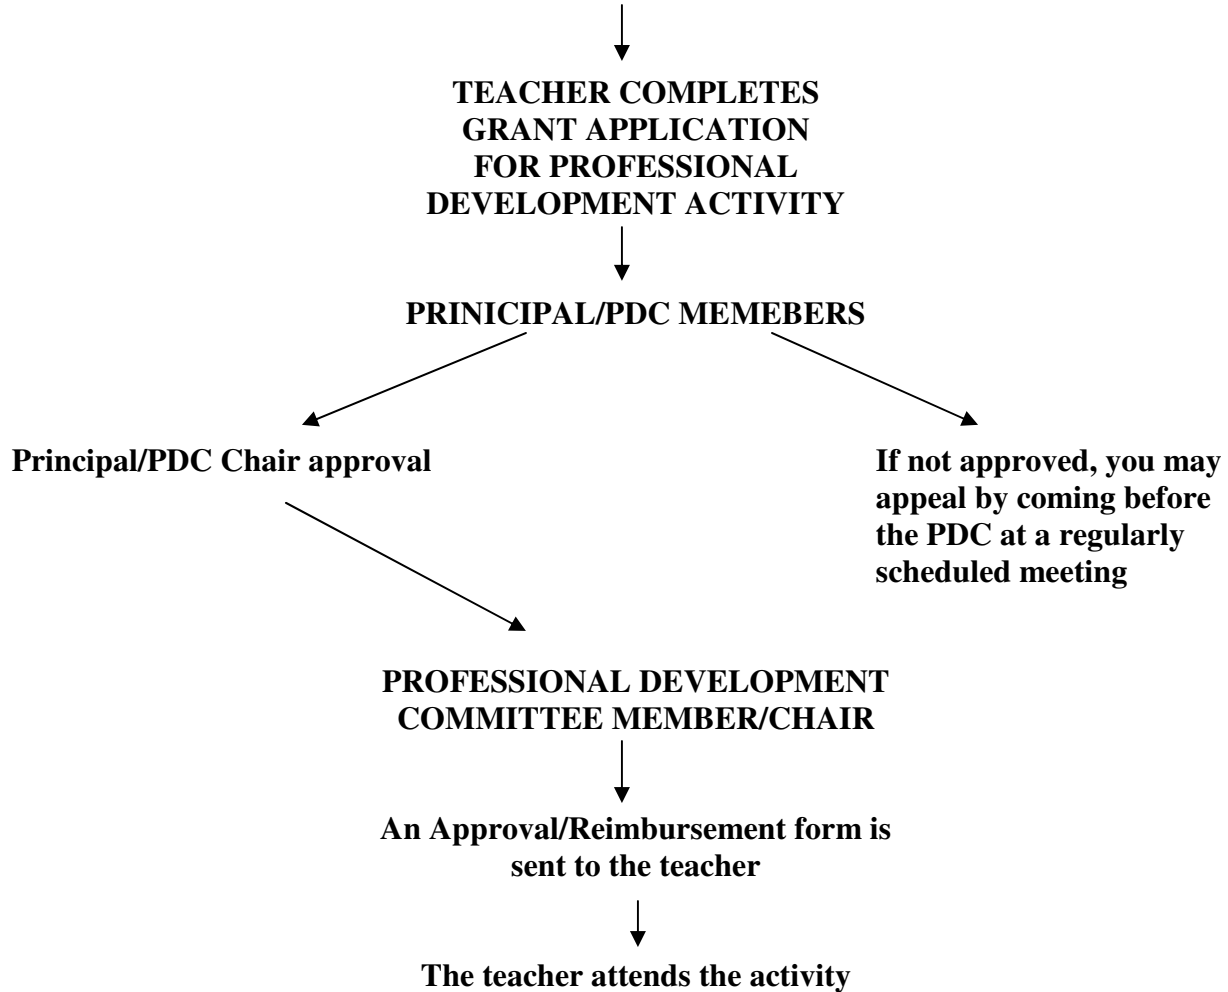 TEACHER COMPLETES
GRANT APPLICATION
FOR PROFESSIONAL
DEVELOPMENT ACTIVITY
PRINICIPAL/PDC MEMEBERS
Principal/PDC Chair approval
If not approved, you may
appeal by coming before
the PDC at a regularly
scheduled meeting
PROFESSIONAL DEVELOPMENT
COMMITTEE MEMBER/CHAIR
An Approval/Reimbursement form is
sent to the teacher
The teacher attends the activity